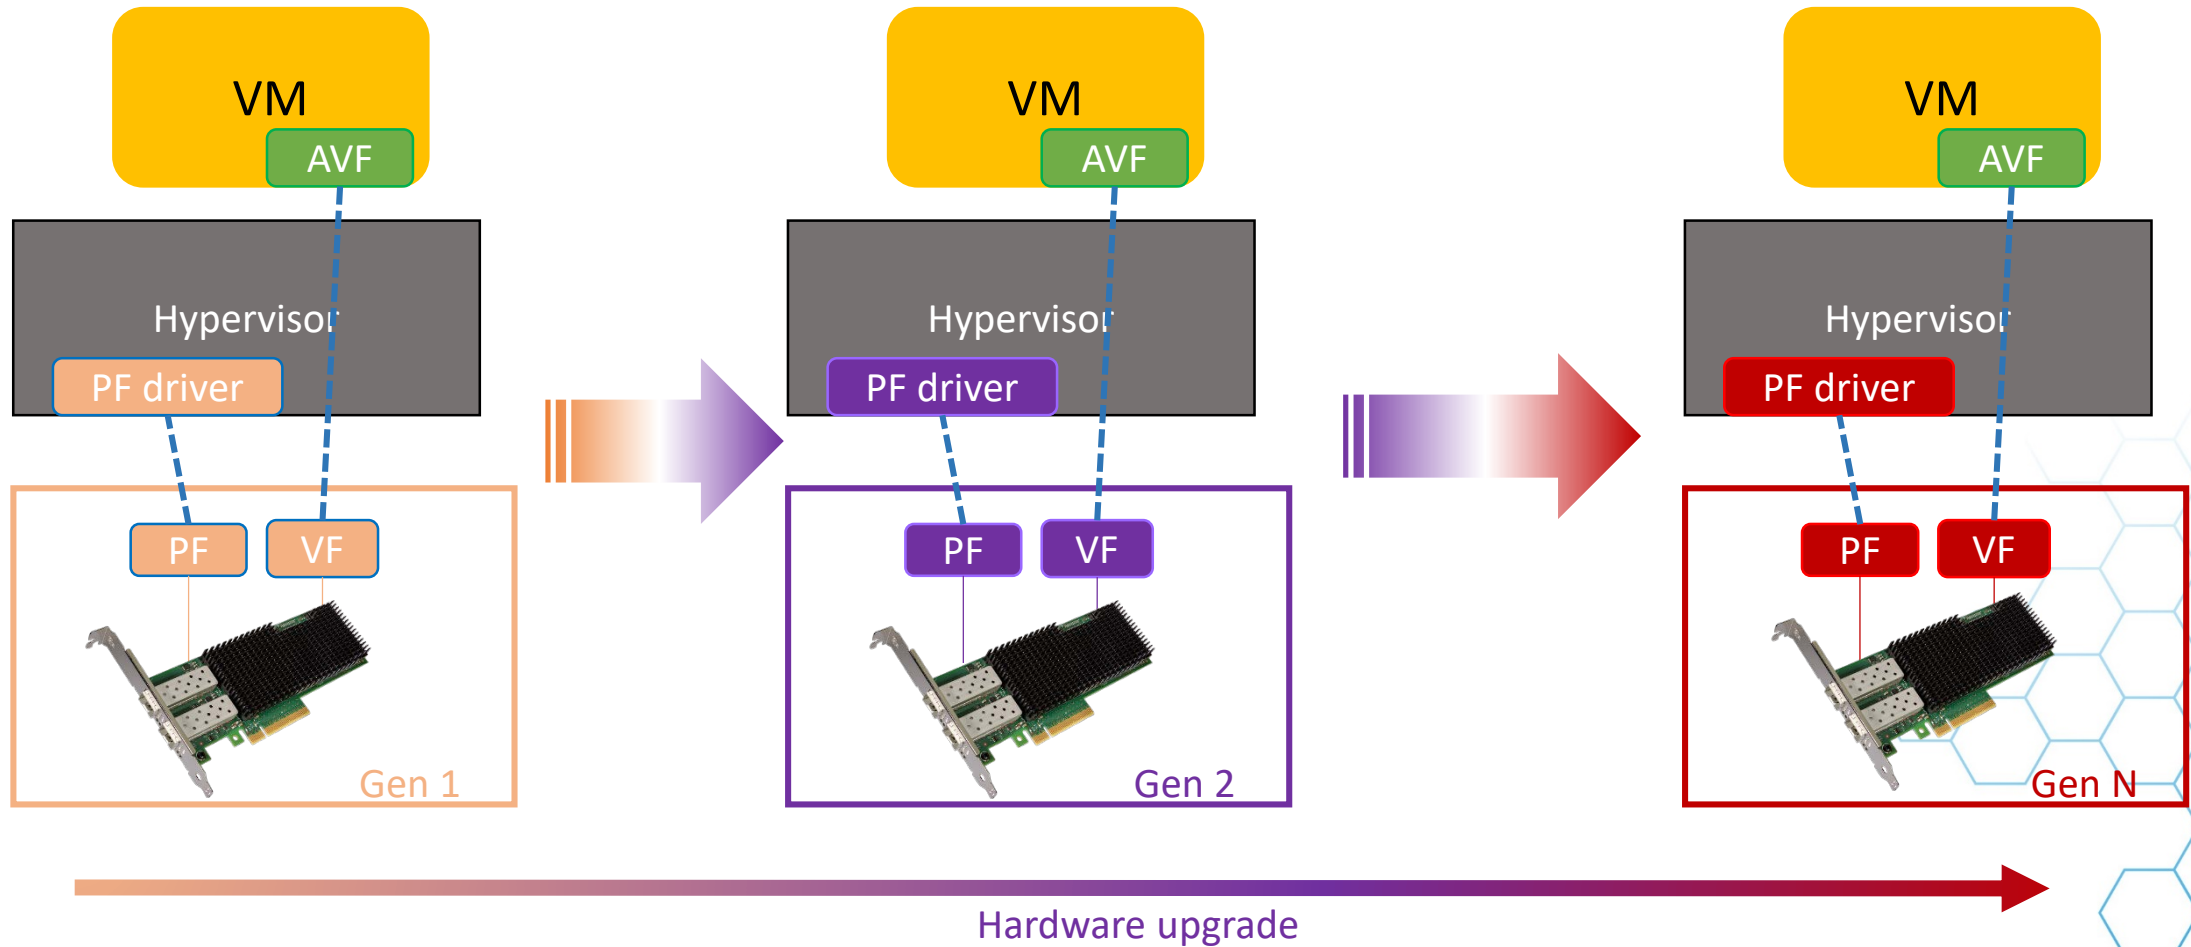 VM
AVF
Hypervisor
PF driver
PF
VF
Gen 1
VM
AVF
Hypervisor
PF driver
PF
VF
Gen 2
VM
AVF
Hypervisor
PF driver
PF
VF
Gen N
Hardware upgrade